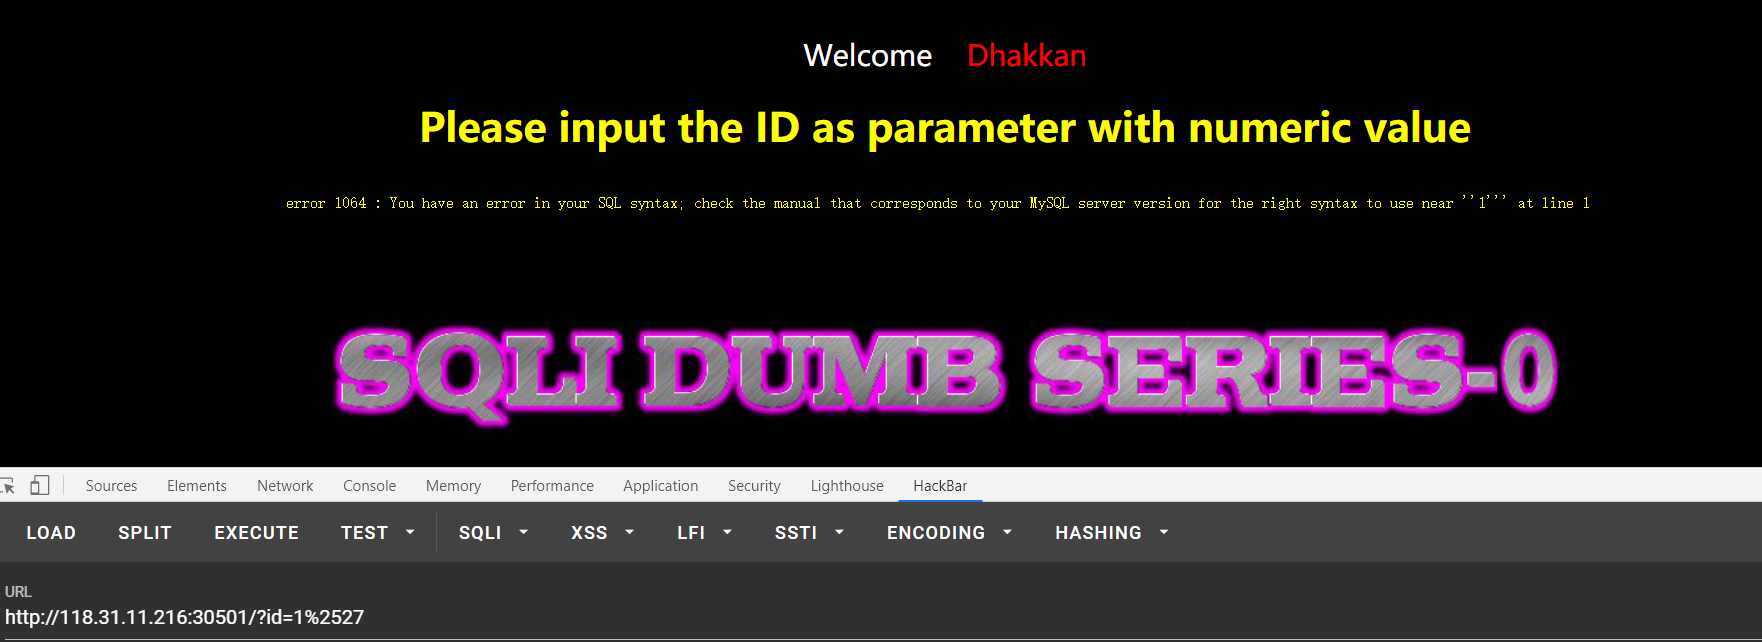 Welcome Dhakkan
Please input the ID as parameter with numeric value
error 1064 : You have an error in your SQL syntax; check the manual that corresponds to your MySQL server version for the right syntax to use near ''1''' at line 1
SQLI DUMB SERIES-0
Sources Elements Network Console Memory Performance Application Security Lighthouse HackBar
LOAD SPLIT EXECUTE TEST SQLI XSS LFI SSTI ENCODING HASHING
URL
http://118.31.11.216:30501/?id=1%2527